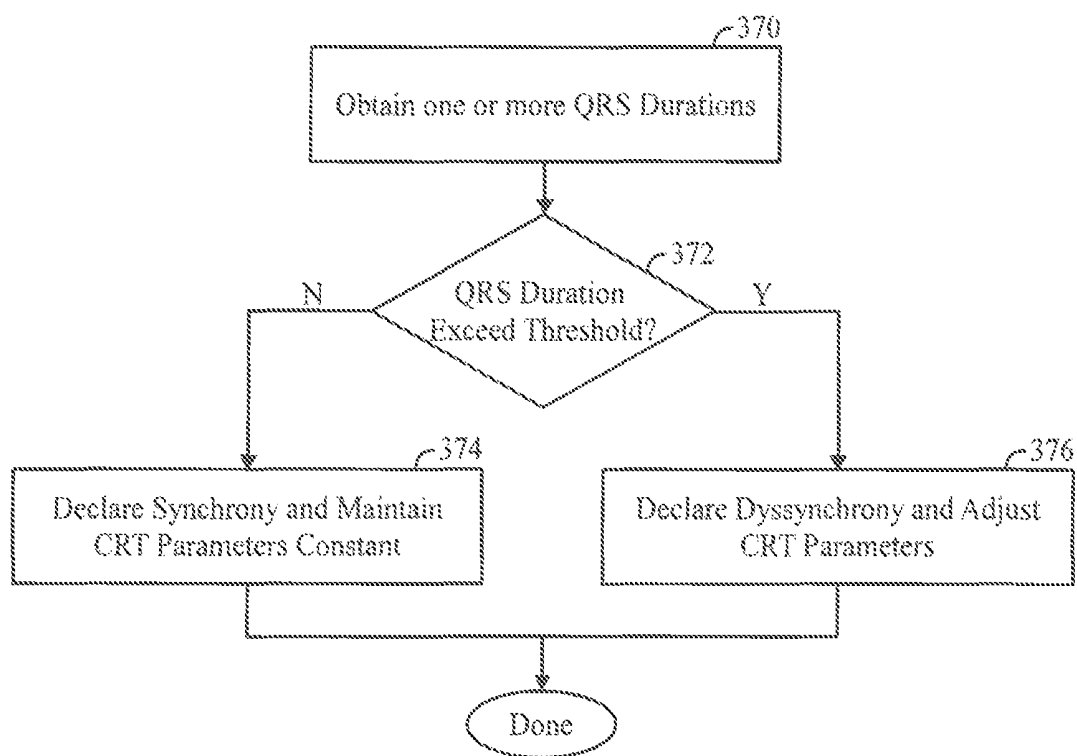 370
Obtain one or more QRS Durations
372
QRS Duration
Exceed Threshold?
N
Y
374
Declare Synchrony and Maintain
CRT Parameters Constant
376
Declare Dyssynchrony and Adjust
CRT Parameters
Done